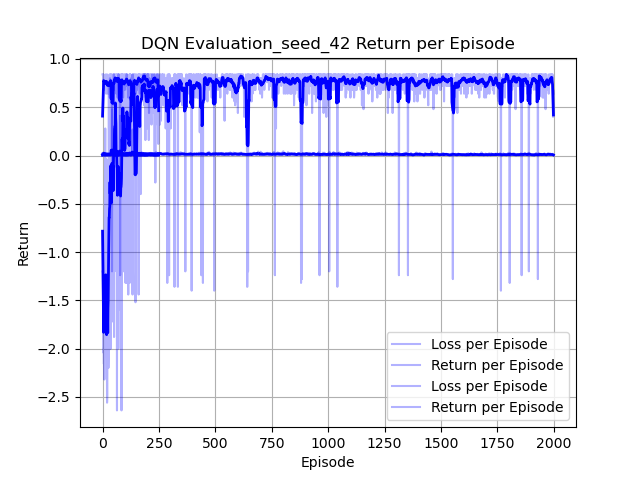 DQN Evaluation_seed_42 Return per Episode
1.0
0.5
0.0
−0.5
−1.0
−1.5
−2.0
−2.5
Return
0 250 500 750 1000 1250 1500 1750 2000
Episode
Loss per Episode
Return per Episode
Loss per Episode
Return per Episode